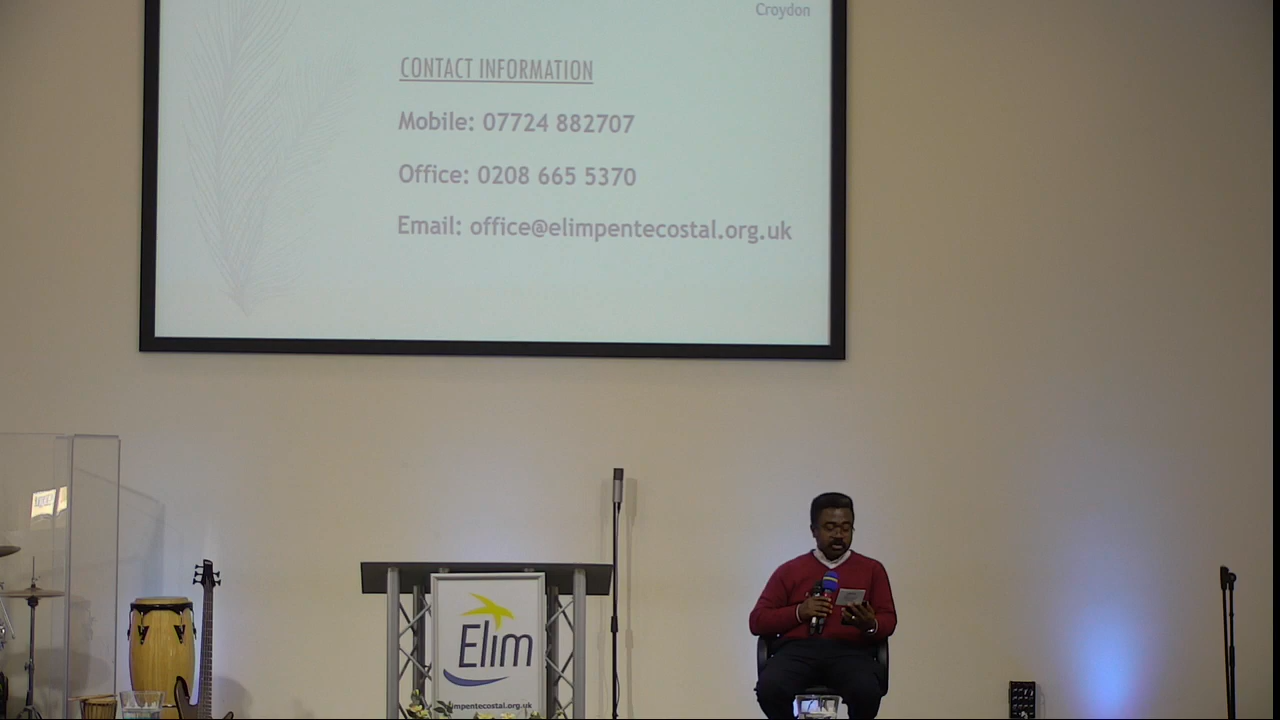 Croydon
CONTACT INFORMATION
Mobile: 07724 882707
Office: 0208 665 5370
Email: office@elimpentecostal.org.uk
Elim
elimpentecostal.org.uk